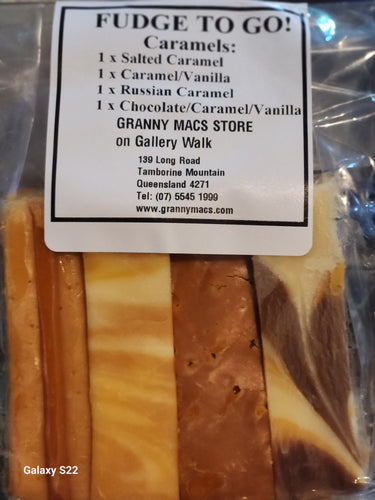 FUDGE TO GO!
Caramels:
1 x Salted Caramel
1 x Caramel/Vanilla
1 x Russian Caramel
1 x Chocolate/Caramel/Vanilla
GRANNY MACS STORE
on Gallery Walk
139 Long Road
Tamborine Mountain
Queensland 4271
Tel: (07) 5545 1999
www.grannymacs.com
Galaxy S22